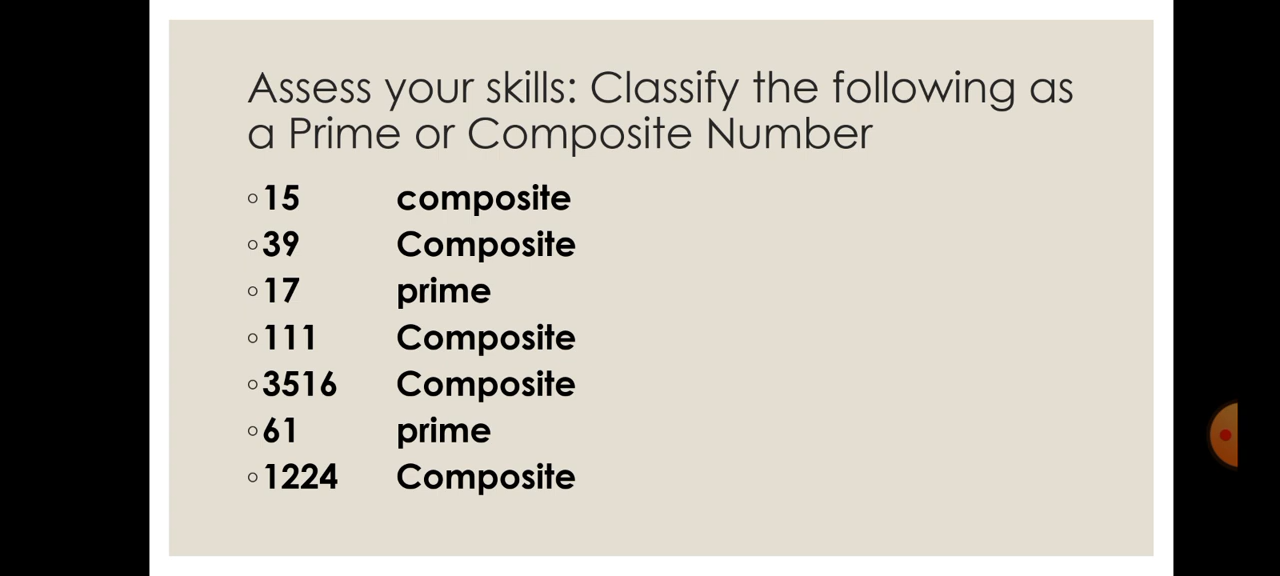 Assess your skills: Classify the following as
a Prime or Composite Number
◦15 composite
◦39 Composite
◦17 prime
◦111 Composite
◦3516 Composite
◦61 prime
◦1224 Composite